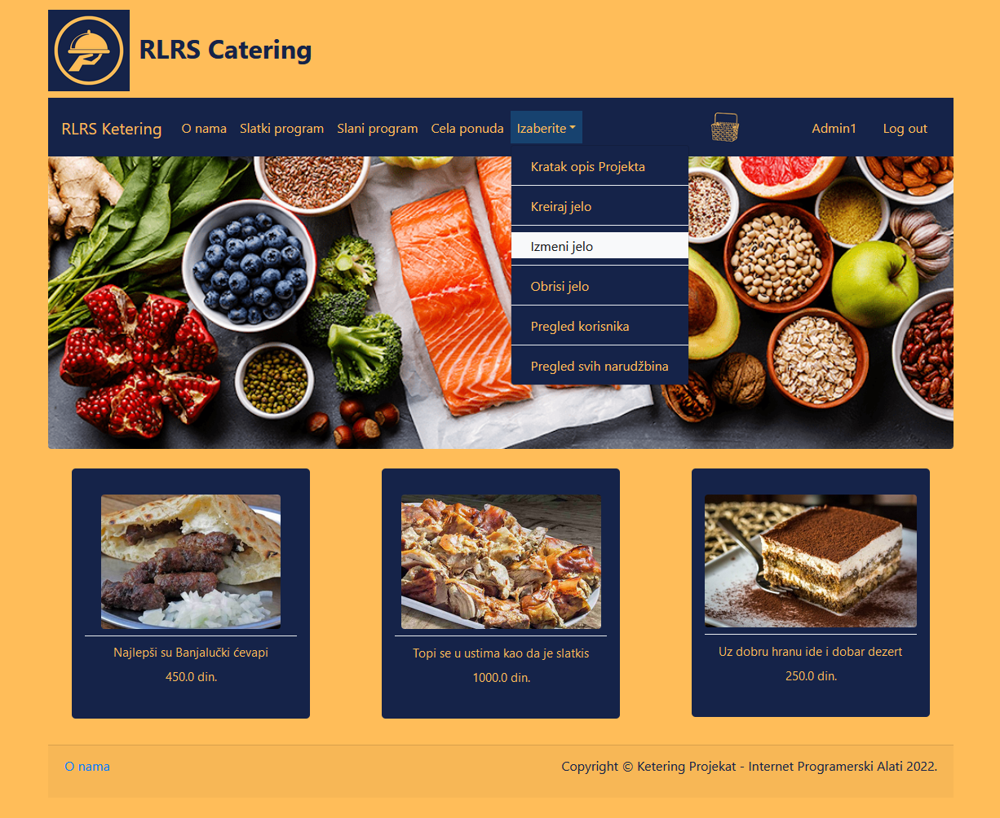 RLRS Catering
RLRS Ketering O nama Slatki program Slani program Cela ponuda Izaberite Admin1 Log out
Kratak opis Projekta
Kreiraj jelo
Izmeni jelo
Obrisi jelo
Pregled korisnika
Pregled svih narudžbina
Najlepši su Banjalučki ćevapi
450.0 din.
Topi se u ustima kao da je slatkis
1000.0 din.
Uz dobru hranu ide i dobar dezert
250.0 din.
O nama Copyright © Ketering Projekat - Internet Programerski Alati 2022.